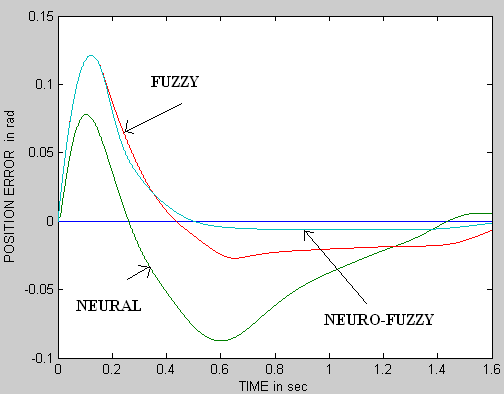 0.15
0.1
0.05
0
-0.05
-0.1
POSITION ERROR in rad
FUZZY
NEURAL
NEURO-FUZZY
0 0.2 0.4 0.6 0.8 1 1.2 1.4 1.6
TIME in sec